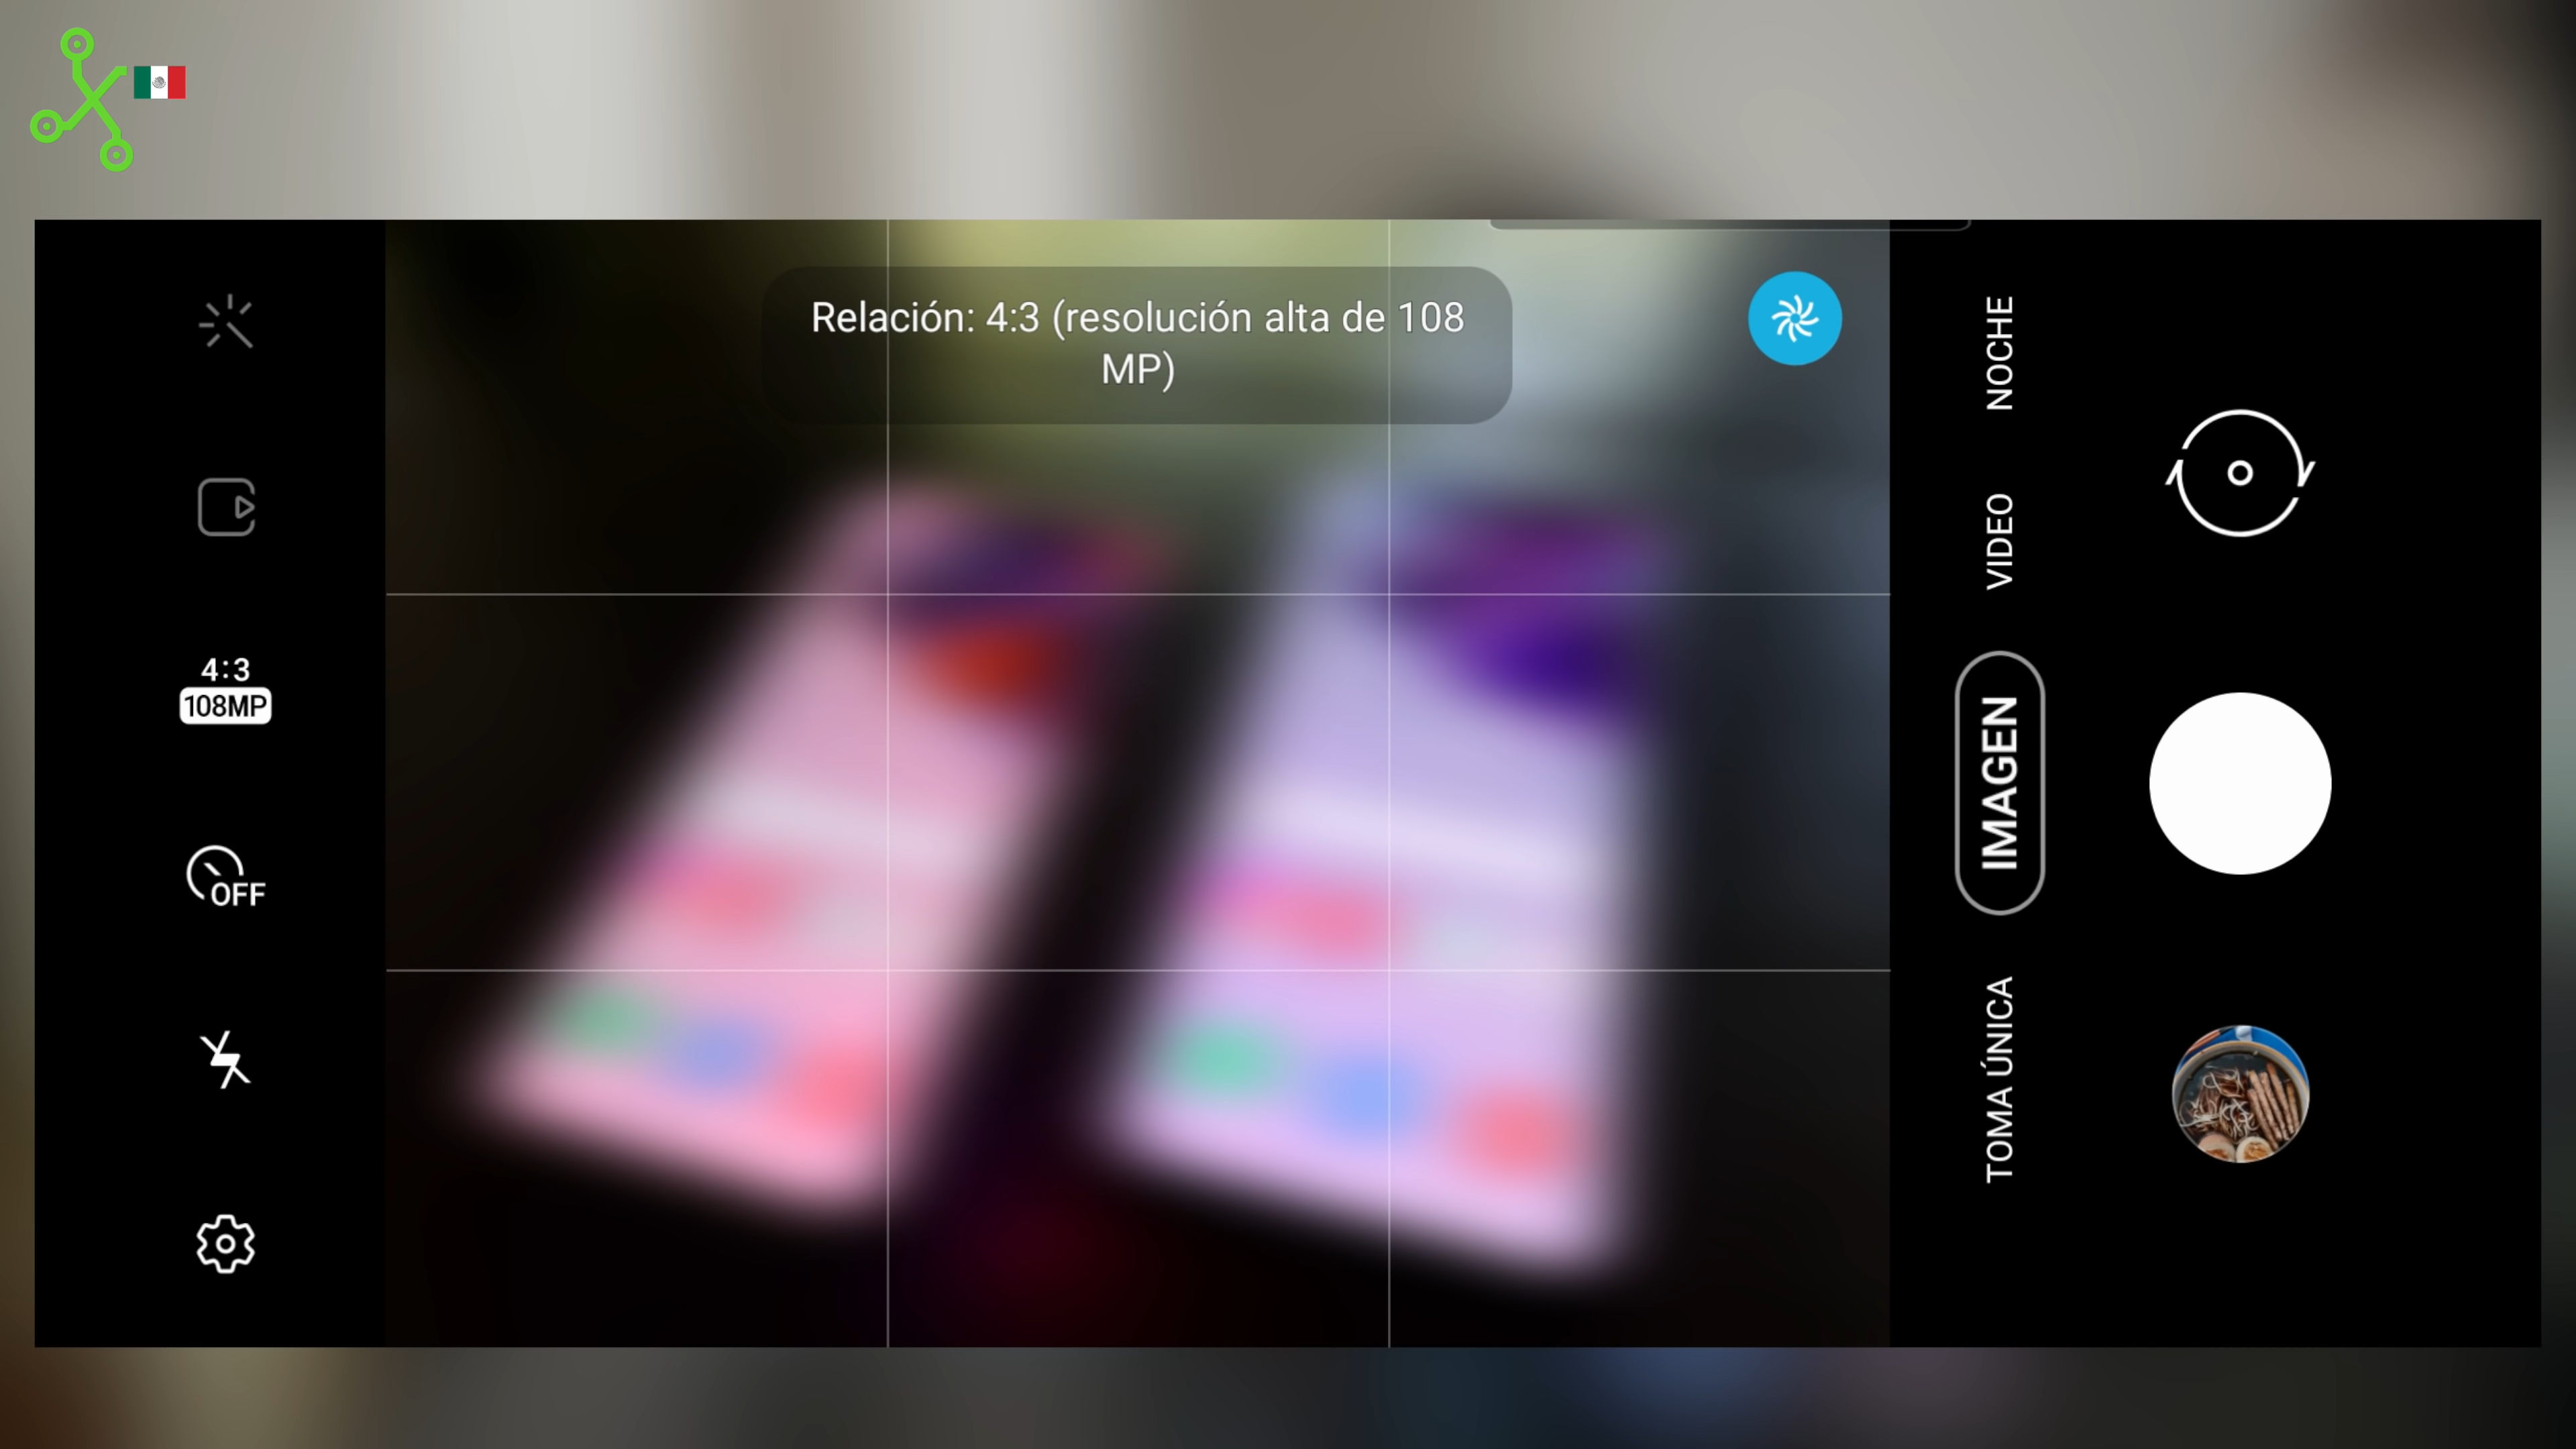 Relación: 4:3 (resolución alta de 108
MP)
4:3
108MP
OFF
NOCHE
VIDEO
IMAGEN
TOMA ÚNICA